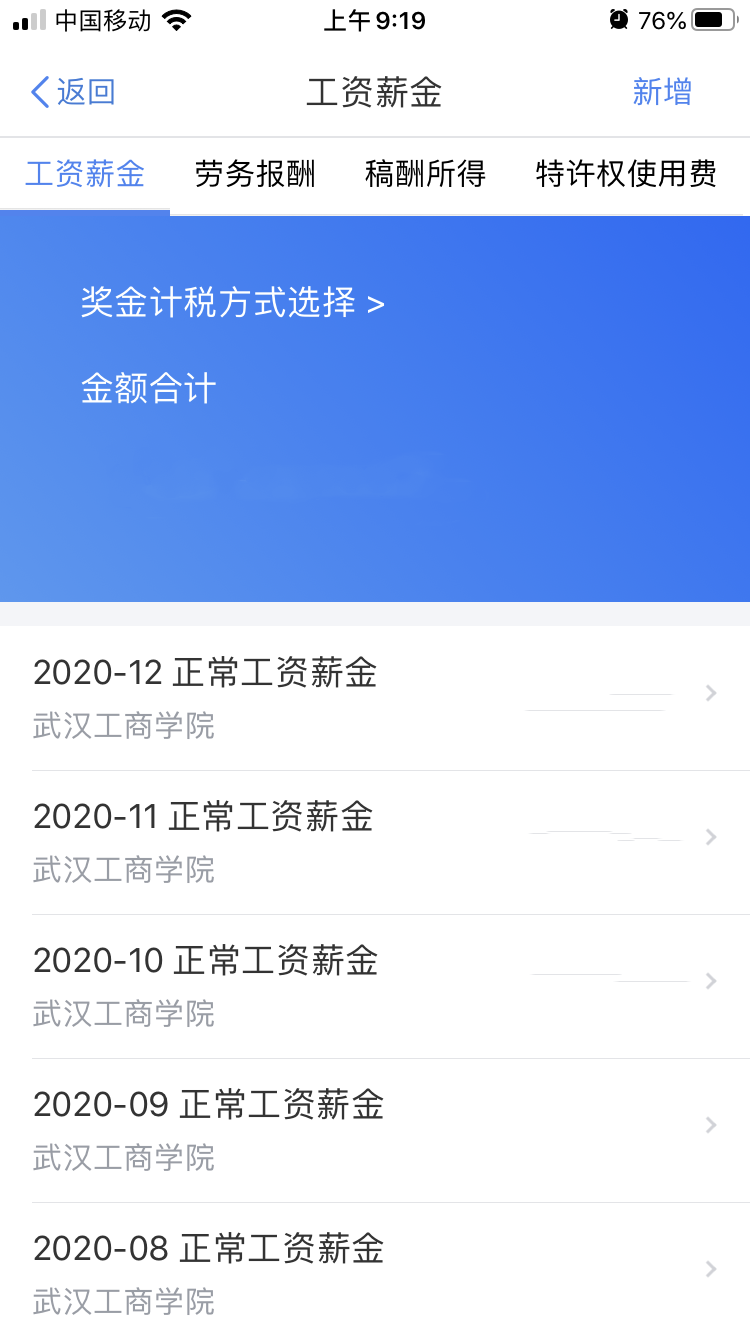 中国移动 上午 9:19 76%
返回 工资薪金 新增
工资薪金 劳务报酬 稿酬所得 特许权使用费
奖金计税方式选择 >
金额合计
2020-12 正常工资薪金
武汉工商学院
2020-11 正常工资薪金
武汉工商学院
2020-10 正常工资薪金
武汉工商学院
2020-09 正常工资薪金
武汉工商学院
2020-08 正常工资薪金
武汉工商学院